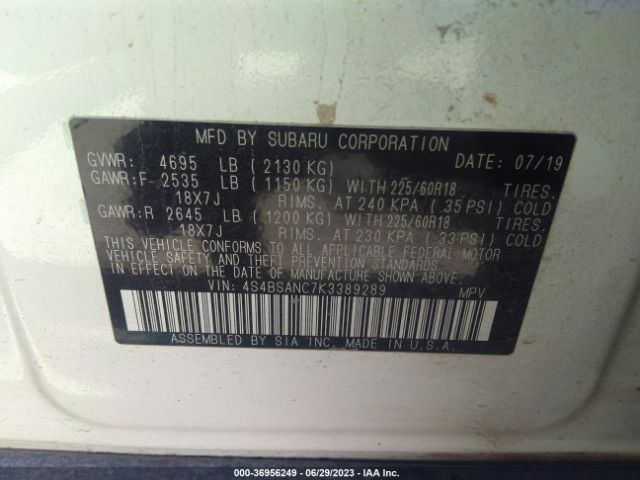 MFD BY SUBARU CORPORATION
GVWR: 4695 LB ( 2130 KG) DATE: 07/19
GAWR:F 2535 LB ( 1150 KG) WITH 225/60R18 TIRES.
18X7J RIMS. AT 240 KPA ( 35 PSI) COLD
GAWR:R 2645 LB ( 1200 KG) WITH 225/60R18 TIRES.
18X7J RIMS. AT 230 KPA ( 33 PSI) COLD
THIS VEHICLE CONFORMS TO ALL APPLICABLE FEDERAL MOTOR
VEHICLE SAFETY AND BUMPER STANDARDS IN EFFECT ON THE
DATE OF MANUFACTURE SHOWN ABOVE.
VIN: 4S4BSANC7K3389289 MPV
ASSEMBLED BY SIA INC. MADE IN U.S.A.
000-36956249 - 06/29/2023 - IAA Inc.